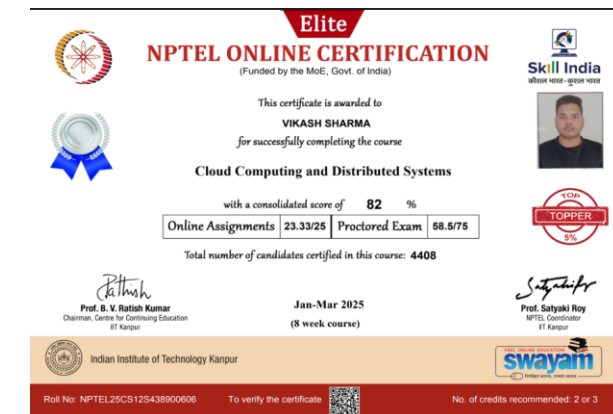 Elite
NPTEL ONLINE CERTIFICATION
(Funded by the MoE, Govt. of India)
Skill India
कौशल भारत - कुशल भारत
This certificate is awarded to
VIKASH SHARMA
for successfully completing the course
Cloud Computing and Distributed Systems
with a consolidated score of 82 %
Online Assignments 23.33/25 Proctored Exam 58.5/75
TOP
TOPPER
5%
Total number of candidates certified in this course: 4408
Prof. B. V. Ratish Kumar
Chairman, Centre for Continuing Education
IIT Kanpur
Jan-Mar 2025
(8 week course)
Prof. Satyaki Roy
NPTEL Coordinator
IIT Kanpur
Indian Institute of Technology Kanpur
FREE ONLINE EDUCATION
swayam
Roll No: NPTEL25CS12S438900606 To verify the certificate No. of credits recommended: 2 or 3